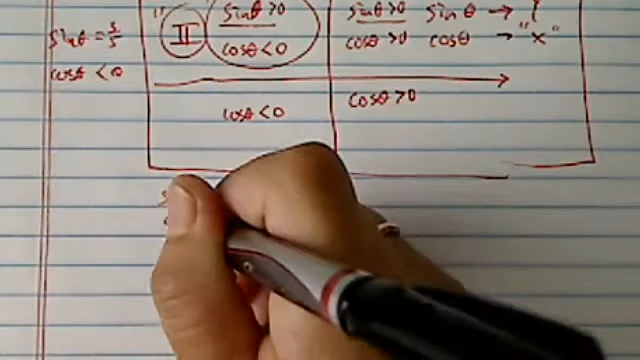 sinθ = 3/5
cosθ < 0
" II
sinθ > 0
cosθ < 0
sinθ > 0 sinθ →
cosθ > 0 cosθ → "x"
cosθ < 0
cosθ > 0